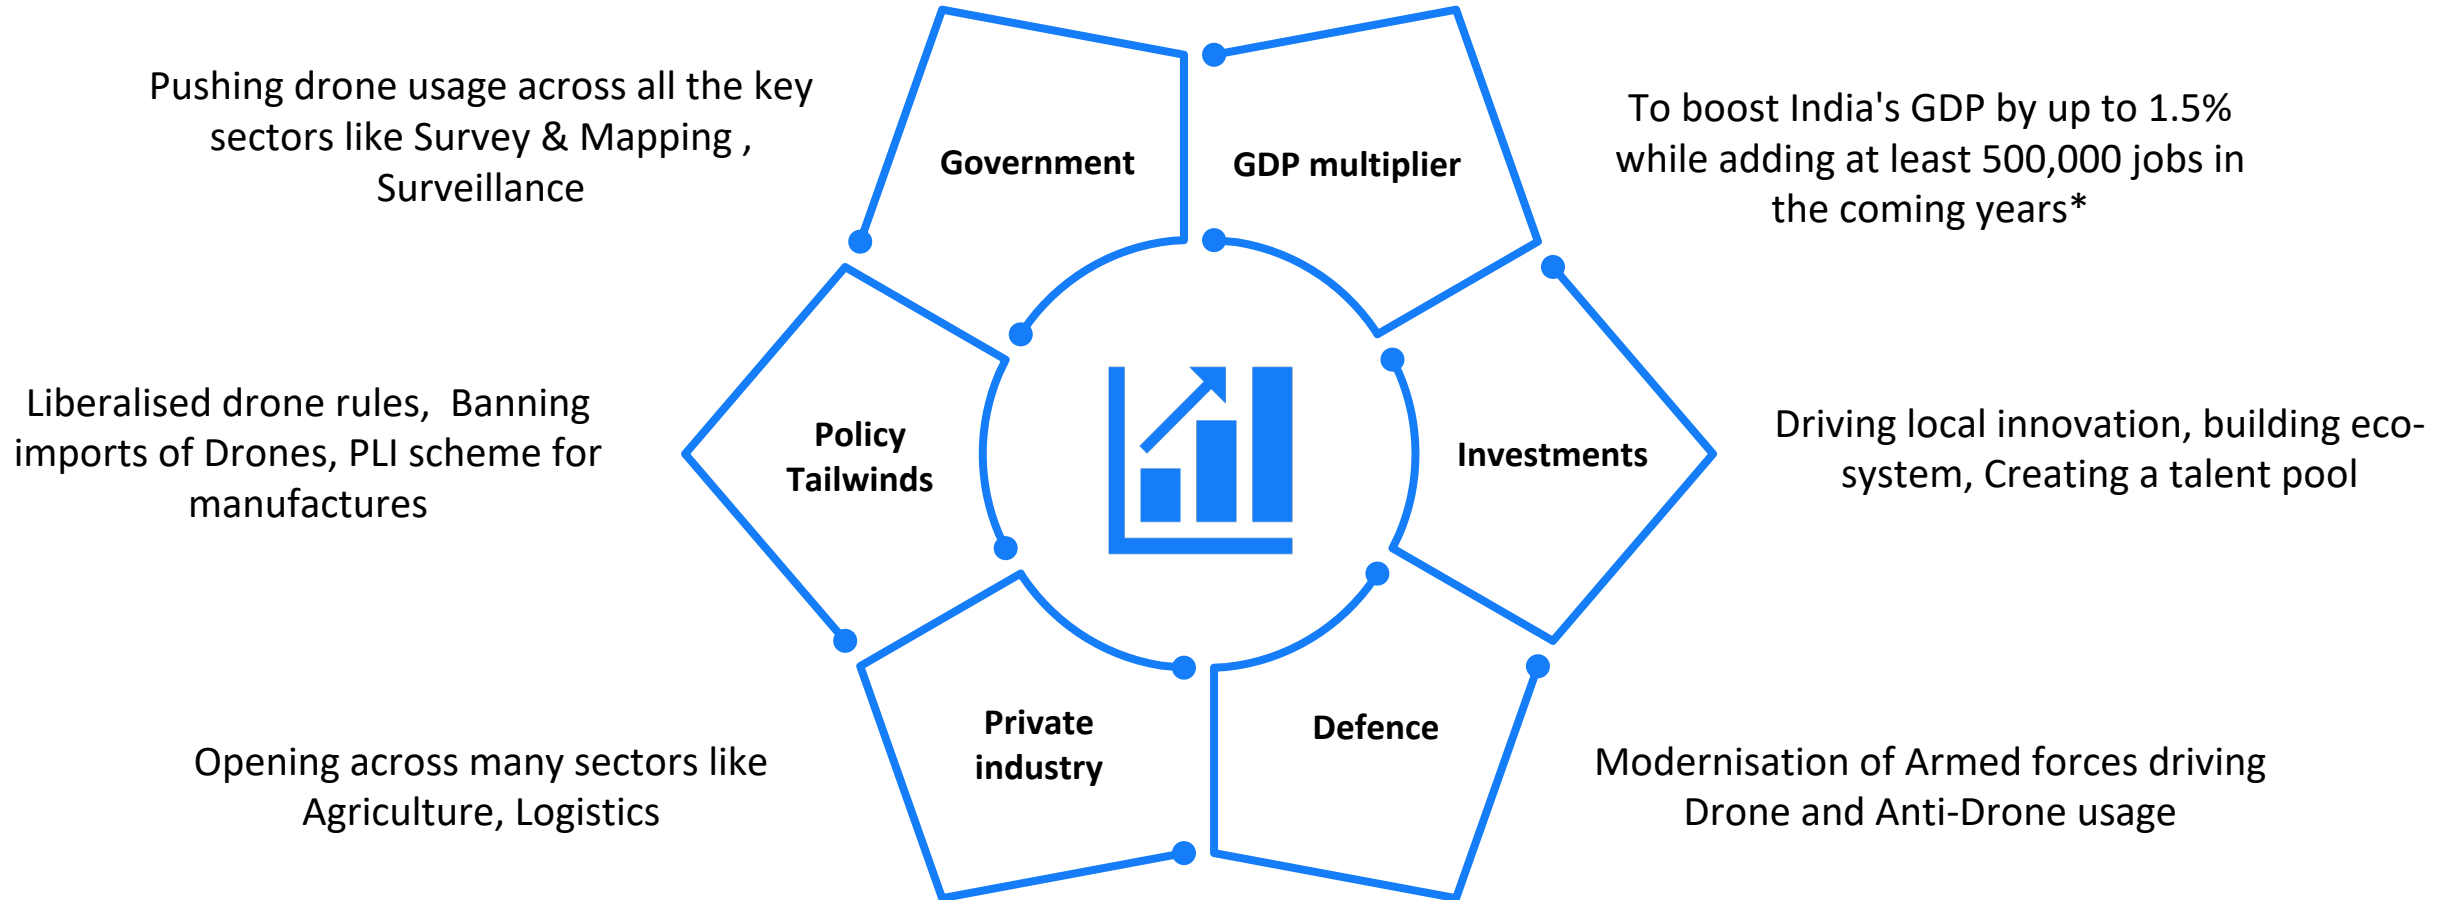 Pushing drone usage across all the key
sectors like Survey & Mapping ,
Surveillance
Government
GDP multiplier
To boost India's GDP by up to 1.5%
while adding at least 500,000 jobs in
the coming years*
Liberalised drone rules,  Banning
imports of Drones, PLI scheme for
manufactures
Policy
Tailwinds
Investments
Driving local innovation, building eco-
system, Creating a talent pool
Opening across many sectors like
Agriculture, Logistics
Private
industry
Defence
Modernisation of Armed forces driving
Drone and Anti-Drone usage